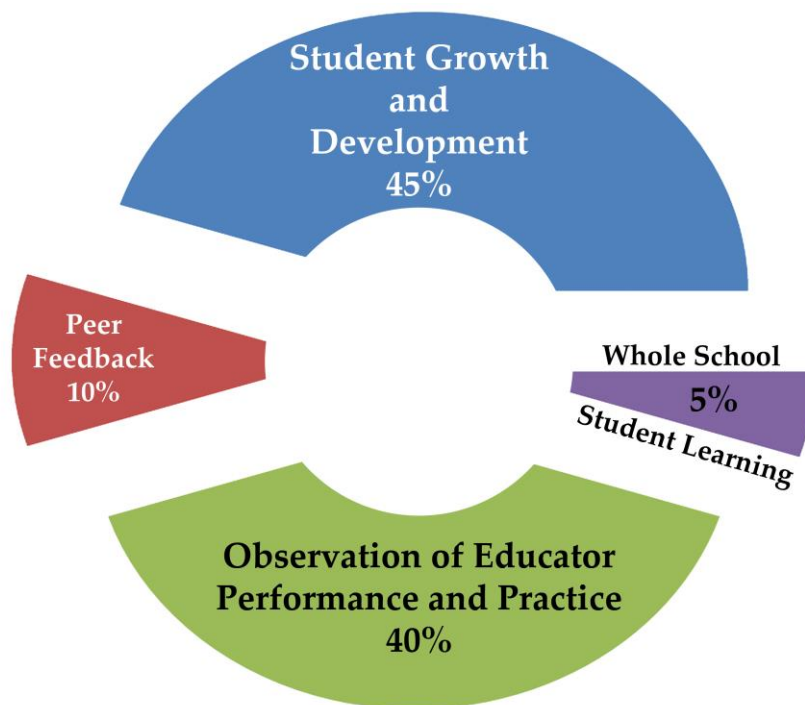 Student Growth
and
Development
45%
Peer
Feedback
10%
Whole School
5%
Student Learning
Observation of Educator
Performance and Practice
40%